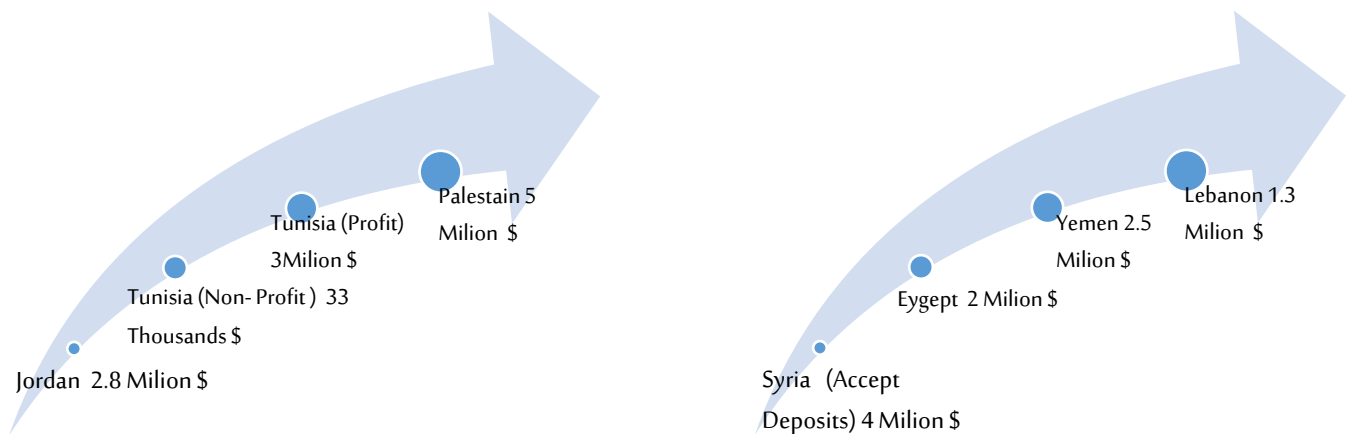 Jordan 2.8 Milion $
Tunisia (Non- Profit ) 33
Thousands $
Tunisia (Profit)
3Milion $
Palestain 5
Milion $
Syria (Accept
Deposits) 4 Milion $
Eygept 2 Milion $
Yemen 2.5
Milion $
Lebanon 1.3
Milion $